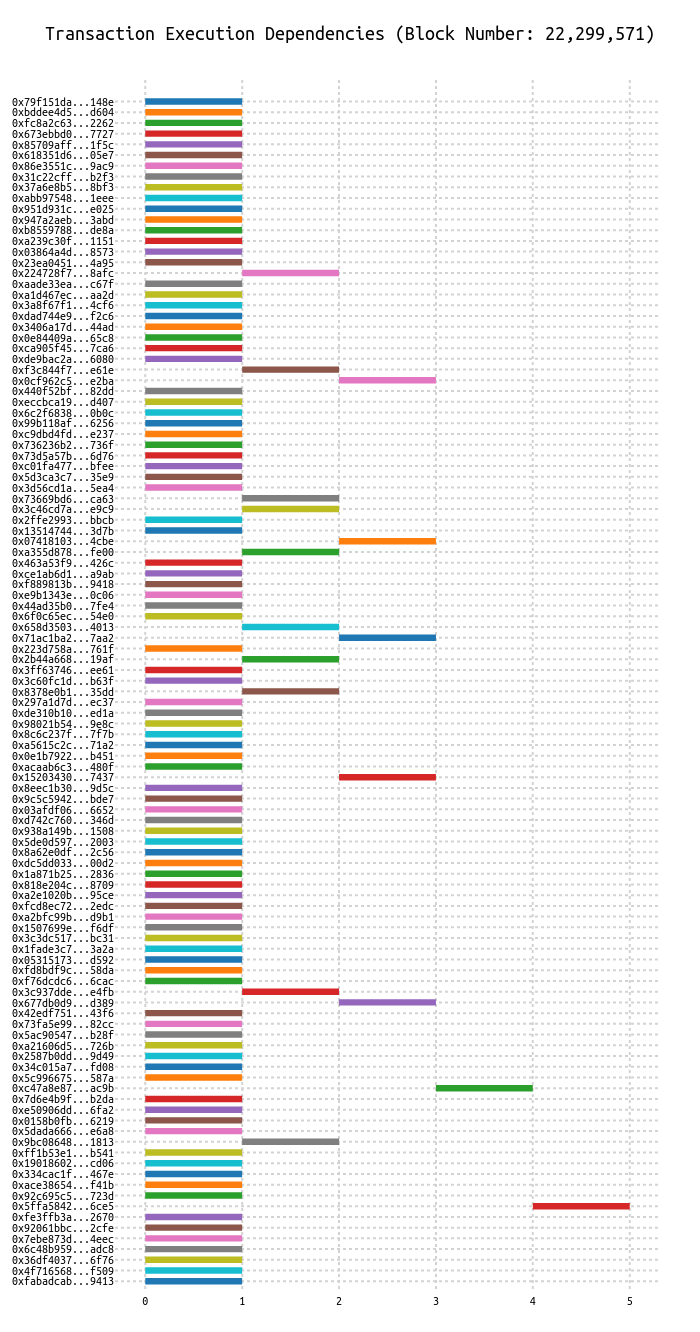 Transaction Execution Dependencies (Block Number: 22,299,571)
0x79f151da...148e
0xbddee4d5...d604
0xfc8a2c63...2262
0x673ebbd0...7727
0x85709aff...1f5c
0x618351d6...05e7
0x86e3551c...9ac9
0x31c22cff...b2f3
0x37a6e8b5...8bf3
0xabb97548...1eee
0x951d931c...e025
0x947a2aeb...3abd
0xb8559788...de8a
0xa239c30f...1151
0x03864a4d...8573
0x23ea0451...4a95
0x224728f7...8afc
0xaade33ea...c67f
0xa1d467ec...aa2d
0x3a8f67f1...4cf6
0xdad744e9...f2c6
0x3406a17d...44ad
0x0e84409a...65c8
0xca905f45...7ca6
0xde9bac2a...6080
0xf3c844f7...e61e
0x0cf962c5...e2ba
0x440f52bf...82dd
0xeccbca19...d407
0x6c2f6838...0b0c
0x99b118af...6256
0xc9dbd4fd...e237
0x736236b2...736f
0x73d5a57b...6d76
0xc01fa477...bfee
0x5d3ca3c7...35e9
0x3d56cd1a...5ea4
0x73669bd6...ca63
0x3c46cd7a...e9c9
0x2ffe2993...bbcb
0x13514744...3d7b
0x07418103...4cbe
0xa355d878...fe00
0x463a53f9...426c
0xce1ab6d1...a9ab
0xf889813b...9418
0xe9b1343e...0c06
0x44ad35b0...7fe4
0x6f0c65ec...54e0
0x658d3503...4013
0x71ac1ba2...7aa2
0x223d758a...761f
0x2b44a668...19af
0x3ff63746...ee61
0x3c60fc1d...b63f
0x8378e0b1...35dd
0x297a1d7d...ec37
0xde310b10...ed1a
0x98021b54...9e8c
0x8c6c237f...7f7b
0xa5615c2c...71a2
0x0e1b7922...b451
0xacaab6c3...480f
0x15203430...7437
0x8eec1b30...9d5c
0x9c5c5942...bde7
0x03afdf06...6652
0xd742c760...346d
0x938a149b...1508
0x5de0d597...2003
0x8a62e0df...2c56
0xdc5dd033...00d2
0x1a871b25...2836
0x818e204c...8709
0xa2e1020b...95ce
0xfcd8ec72...2edc
0xa2bfc99b...d9b1
0x1507699e...f6df
0x3c3dc517...bc31
0x1fade3c7...3a2a
0x05315173...d592
0xfd8bdf9c...58da
0xf76dcdc6...6cac
0x3c937dde...e4fb
0x677db0d9...d389
0x42edf751...43f6
0x73fa5e99...82cc
0x5ac90547...b28f
0xa21606d5...726b
0x2587b0dd...9d49
0x34c015a7...fd08
0x5c996675...587a
0xc47a8e87...ac9b
0x7d6e4b9f...b2da
0xe50906dd...6fa2
0x0158b0fb...6219
0x5dada666...e6a8
0x9bc08648...1813
0xff1b53e1...b541
0x19018602...cd06
0x334cac1f...467e
0xace38654...f41b
0x92c695c5...723d
0x5ffa5842...6ce5
0xfe3ffb3a...2670
0x92061bbc...2cfe
0x7ebe873d...4eec
0x6c48b959...adc8
0x36df4037...6f76
0x4f716568...f509
0xfabadcab...9413
0 1 2 3 4 5